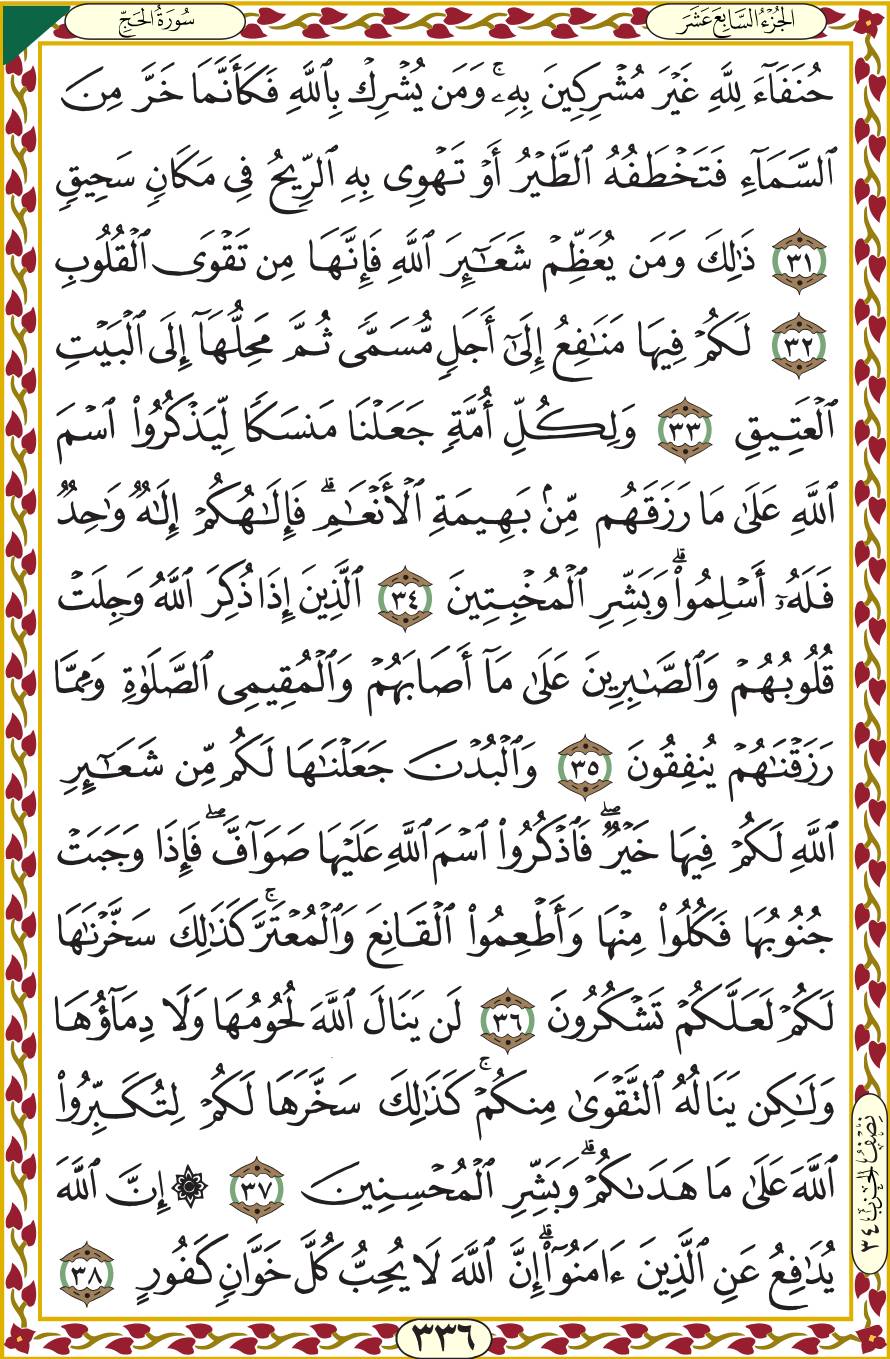 سُورَةُ الحَجِّ
الجُزْءُ السَّابِعَ عَشَرَ
حُنَفَآءَ لِلَّهِ غَيْرَ مُشْرِكِينَ بِهِۦۚ وَمَن يُشْرِكْ بِٱللَّهِ فَكَأَنَّمَا خَرَّ مِنَ
ٱلسَّمَآءِ فَتَخْطَفُهُ ٱلطَّيْرُ أَوْ تَهْوِى بِهِ ٱلرِّيحُ فِى مَكَانٍ سَحِيقٍ
٣١ ذَٰلِكَ وَمَن يُعَظِّمْ شَعَـٰٓئِرَ ٱللَّهِ فَإِنَّهَا مِن تَقْوَى ٱلْقُلُوبِ
٣٢ لَكُمْ فِيهَا مَنَـٰفِعُ إِلَىٰٓ أَجَلٍ مُّسَمًّى ثُمَّ مَحِلُّهَآ إِلَى ٱلْبَيْتِ
ٱلْعَتِيقِ ٣٣ وَلِكُلِّ أُمَّةٍ جَعَلْنَا مَنسَكًا لِّيَذْكُرُوا۟ ٱسْمَ
ٱللَّهِ عَلَىٰ مَا رَزَقَهُم مِّنۢ بَهِيمَةِ ٱلْأَنْعَـٰمِۗ فَإِلَـٰهُكُمْ إِلَـٰهٌ وَٰحِدٌ
فَلَهُۥٓ أَسْلِمُوا۟ۗ وَبَشِّرِ ٱلْمُخْبِتِينَ ٣٤ ٱلَّذِينَ إِذَا ذُكِرَ ٱللَّهُ وَجِلَتْ
قُلُوبُهُمْ وَٱلصَّـٰبِرِينَ عَلَىٰ مَآ أَصَابَهُمْ وَٱلْمُقِيمِى ٱلصَّلَوٰةِ وَمِمَّا
رَزَقْنَـٰهُمْ يُنفِقُونَ ٣٥ وَٱلْبُدْنَ جَعَلْنَـٰهَا لَكُم مِّن شَعَـٰٓئِرِ
ٱللَّهِ لَكُمْ فِيهَا خَيْرٌۖ فَٱذْكُرُوا۟ ٱسْمَ ٱللَّهِ عَلَيْهَا صَوَآفَّۖ فَإِذَا وَجَبَتْ
جُنُوبُهَا فَكُلُوا۟ مِنْهَا وَأَطْعِمُوا۟ ٱلْقَانِعَ وَٱلْمُعْتَرَّۚ كَذَٰلِكَ سَخَّرْنَـٰهَا
لَكُمْ لَعَلَّكُمْ تَشْكُرُونَ ٣٦ لَن يَنَالَ ٱللَّهَ لُحُومُهَا وَلَا دِمَآؤُهَا
وَلَـٰكِن يَنَالُهُ ٱلتَّقْوَىٰ مِنكُمْۚ كَذَٰلِكَ سَخَّرَهَا لَكُمْ لِتُكَبِّرُوا۟
ٱللَّهَ عَلَىٰ مَا هَدَىٰكُمْۗ وَبَشِّرِ ٱلْمُحْسِنِينَ ٣٧ ۞ إِنَّ ٱللَّهَ
يُدَٰفِعُ عَنِ ٱلَّذِينَ ءَامَنُوٓا۟ۗ إِنَّ ٱللَّهَ لَا يُحِبُّ كُلَّ خَوَّانٍ كَفُورٍ ٣٨
نِصْفُ الحِزْبِ ٣٤
٣٣٦